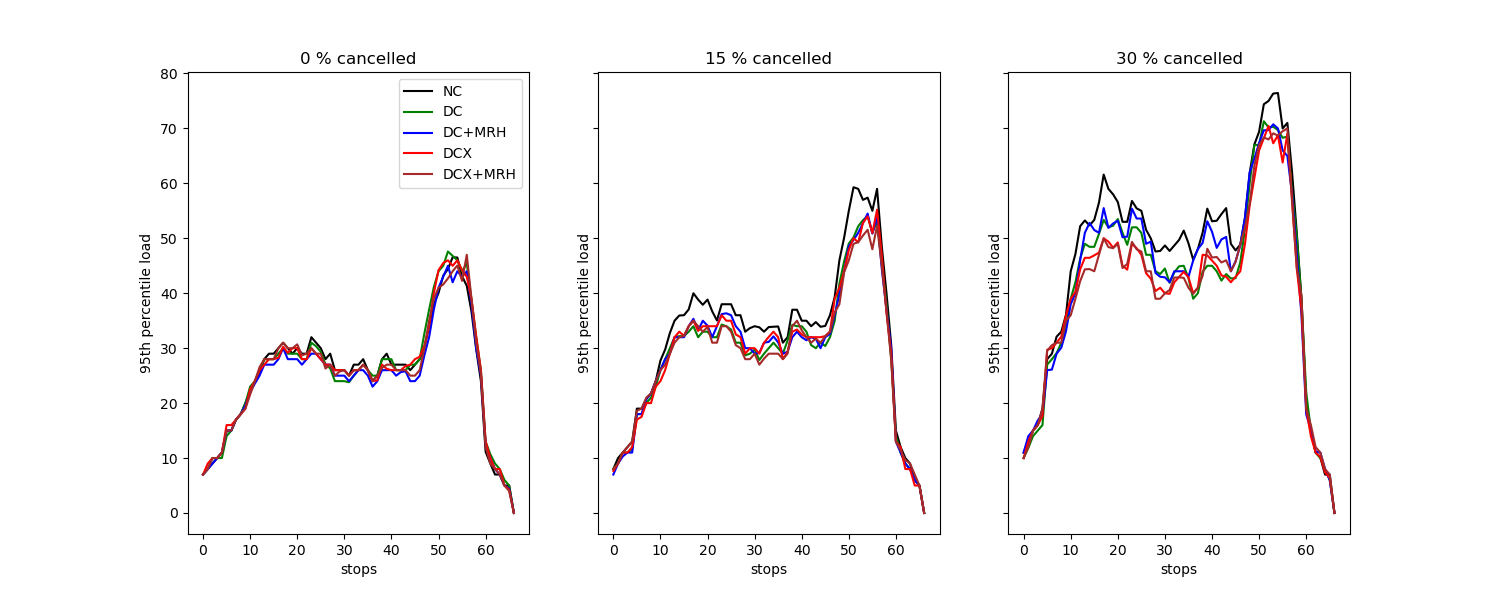 0 % cancelled
15 % cancelled
30 % cancelled
NC
DC
DC+MRH
DCX
DCX+MRH
95th percentile load
95th percentile load
95th percentile load
80
70
60
50
40
30
20
10
0
0 10 20 30 40 50 60
0 10 20 30 40 50 60
0 10 20 30 40 50 60
stops
stops
stops